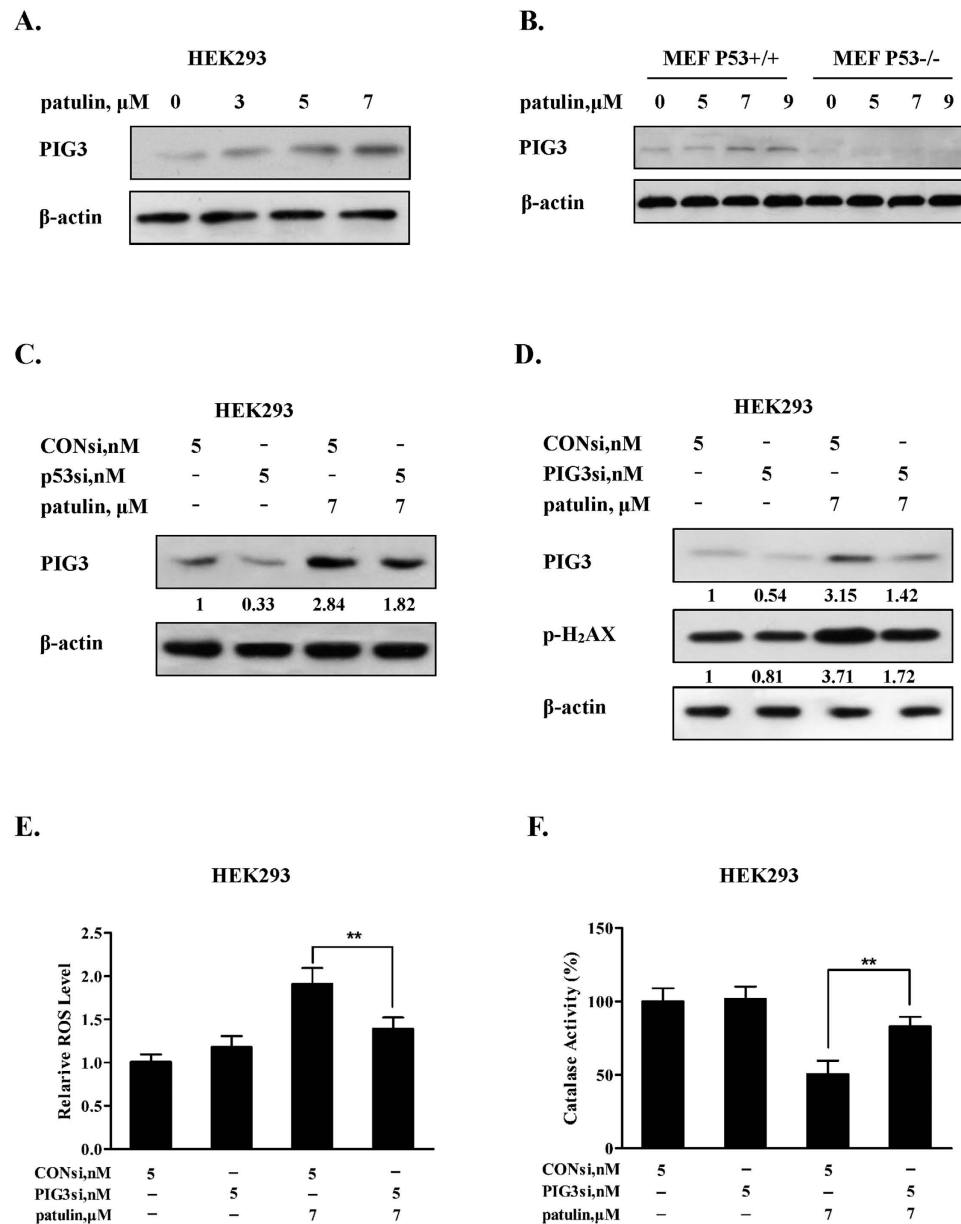 A.
HEK293
patulin, μM 0 3 5 7
PIG3
β-actin
B.
MEF P53+/+ MEF P53-/-
patulin,μM 0 5 7 9 0 5 7 9
PIG3
β-actin
C.
HEK293
CONsi,nM 5 – 5 –
p53si,nM – 5 – 5
patulin, μM – – 7 7
PIG3
1 0.33 2.84 1.82
β-actin
D.
HEK293
CONsi,nM 5 – 5 –
PIG3si,nM – 5 – 5
patulin, μM – – 7 7
PIG3
1 0.54 3.15 1.42
p-H₂AX
1 0.81 3.71 1.72
β-actin
E.
HEK293
Relarive ROS Level
2.5
2.0
1.5
1.0
0.5
0.0
**
CONsi,nM 5 – 5 –
PIG3si,nM – 5 – 5
patulin,μM – – 7 7
F.
HEK293
Catalase Activity (%)
150
100
50
0
**
CONsi,nM 5 – 5 –
PIG3si,nM – 5 – 5
patulin,μM – – 7 7